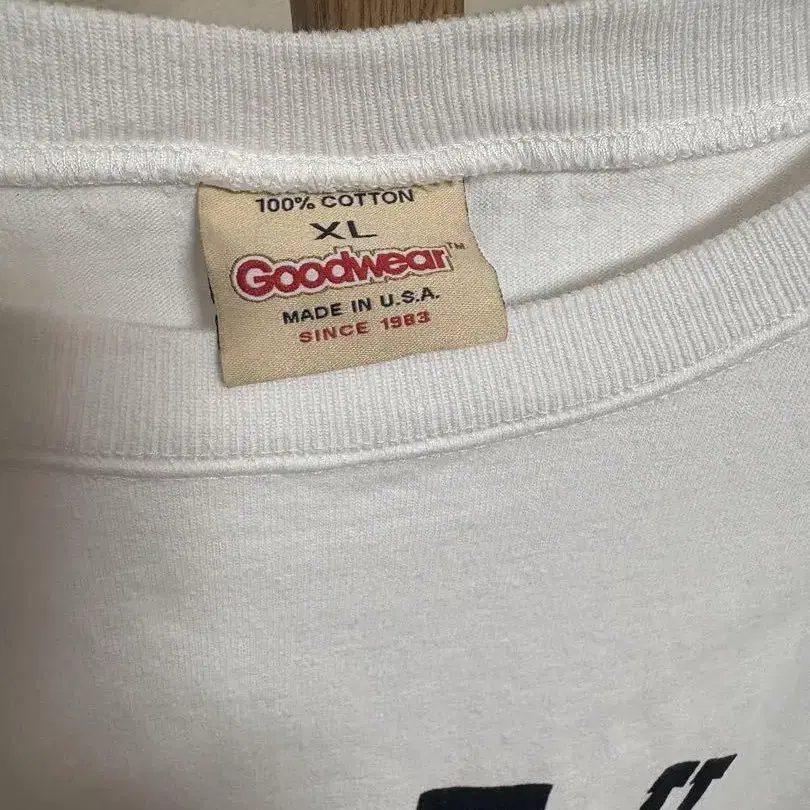 100% COTTON
XL
Goodwear™
MADE IN U.S.A.
SINCE 1983